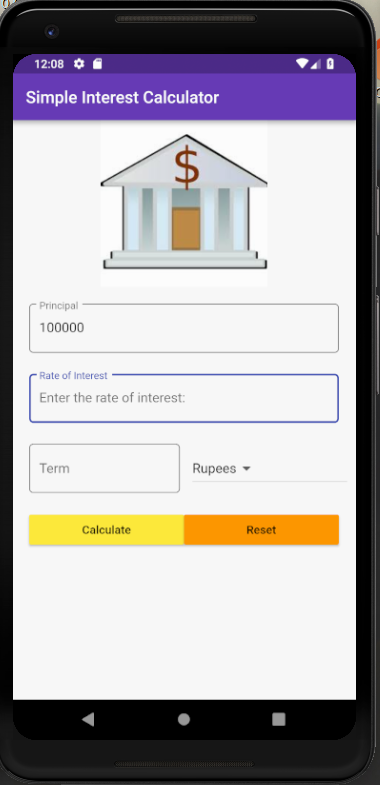 12:08
Simple Interest Calculator
$
Principal
100000
Rate of Interest
Enter the rate of interest:
Term
Rupees
Calculate
Reset